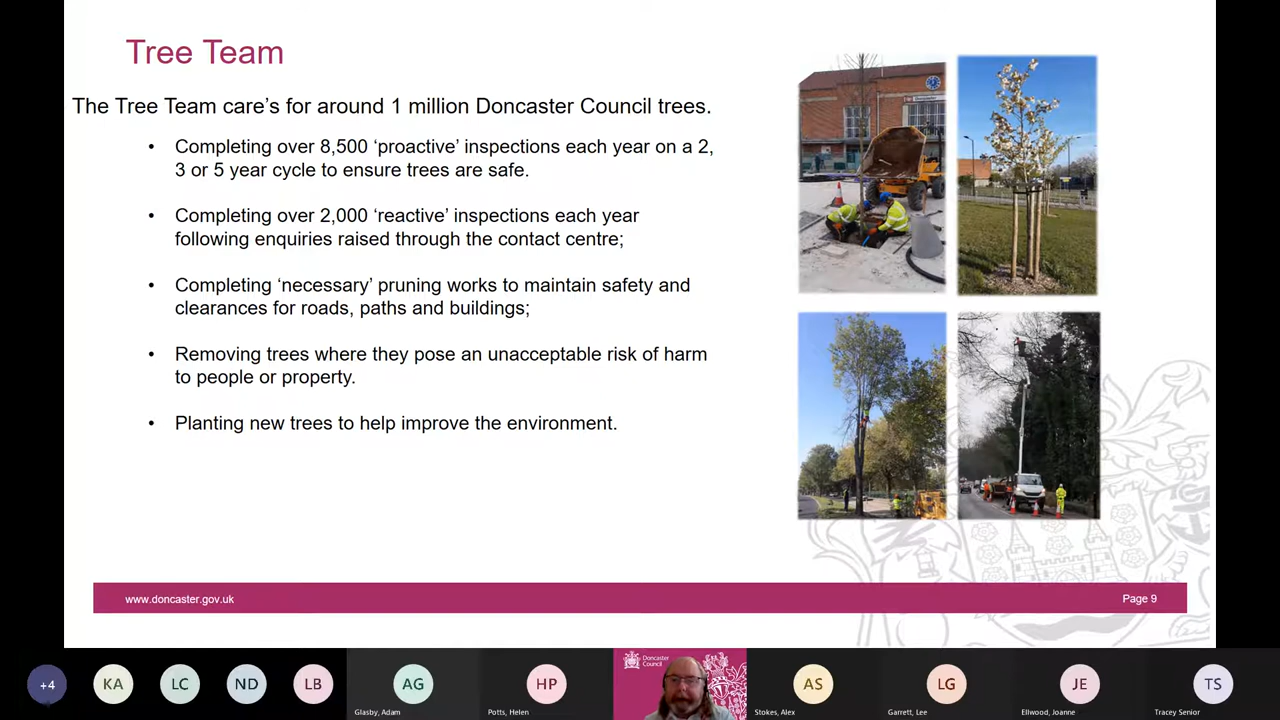 Tree Team
The Tree Team care's for around 1 million Doncaster Council trees.
• Completing over 8,500 ‘proactive’ inspections each year on a 2,
3 or 5 year cycle to ensure trees are safe.
• Completing over 2,000 ‘reactive’ inspections each year
following enquiries raised through the contact centre;
• Completing ‘necessary’ pruning works to maintain safety and
clearances for roads, paths and buildings;
• Removing trees where they pose an unacceptable risk of harm
to people or property.
• Planting new trees to help improve the environment.
www.doncaster.gov.uk
Page 9
+4
KA
LC
ND
LB
AG
Glasby, Adam
HP
Potts, Helen
Doncaster
Council
AS
Stokes, Alex
LG
Garrett, Lee
JE
Ellwood, Joanne
TS
Tracey Senior